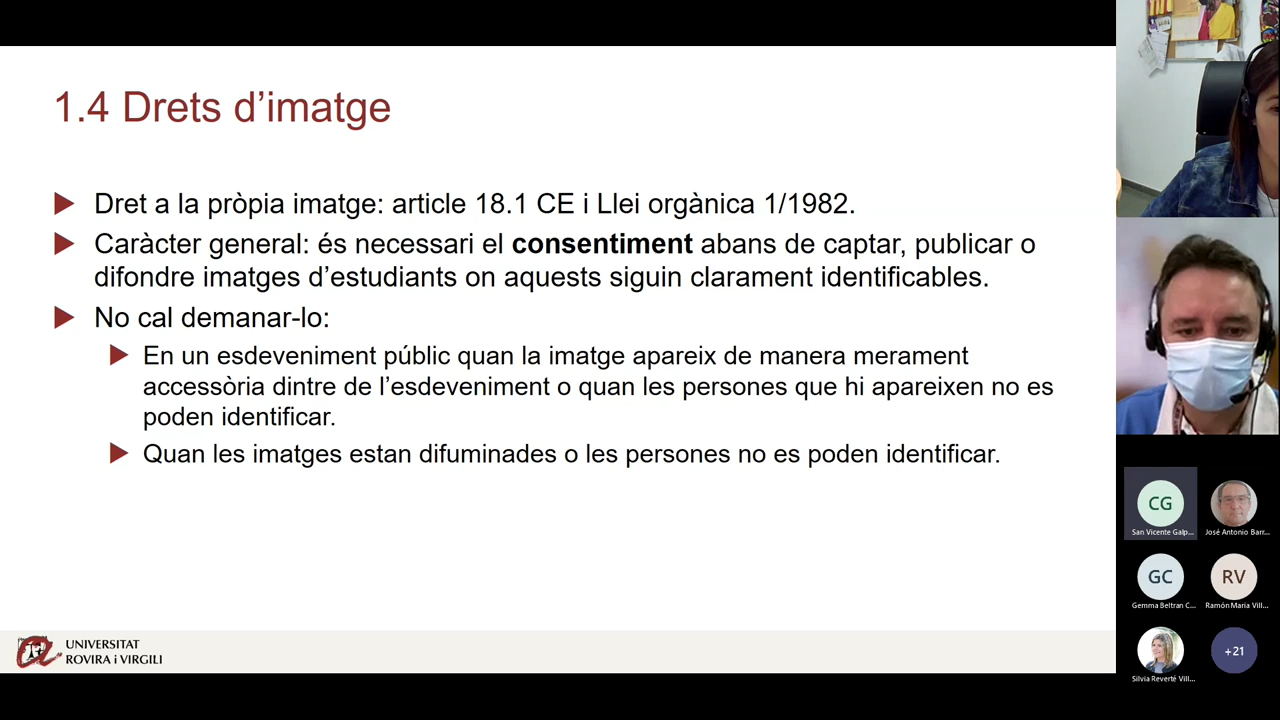 1.4 Drets d’imatge
Dret a la pròpia imatge: article 18.1 CE i Llei orgànica 1/1982.
Caràcter general: és necessari el consentiment abans de captar, publicar o
difondre imatges d’estudiants on aquests siguin clarament identificables.
No cal demanar-lo:
En un esdeveniment públic quan la imatge apareix de manera merament
accessòria dintre de l’esdeveniment o quan les persones que hi apareixen no es
poden identificar.
Quan les imatges estan difuminades o les persones no es poden identificar.
UNIVERSITAT
ROVIRA i VIRGILI
CG
San Vicente Galp...
José Antonio Barr...
GC
RV
Gemma Beltran C...
Ramón Maria Vill...
+21
Silvia Reverté Vill...